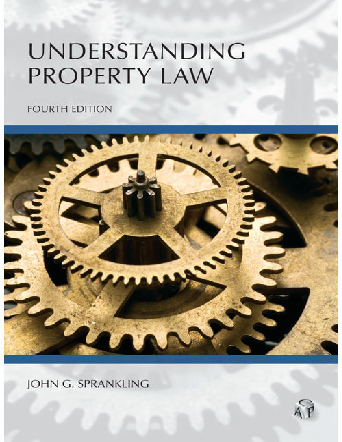 UNDERSTANDING
PROPERTY LAW
FOURTH EDITION
JOHN G. SPRANKLING